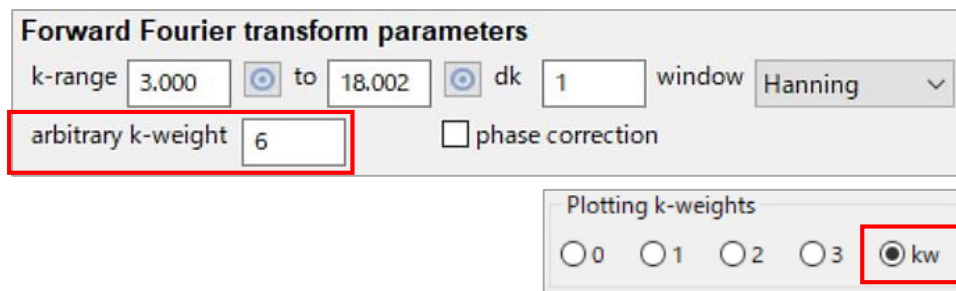 Forward Fourier transform parameters
k-range 3.000 to 18.002 dk 1 window Hanning
arbitrary k-weight 6 phase correction
Plotting k-weights
0 1 2 3 kw